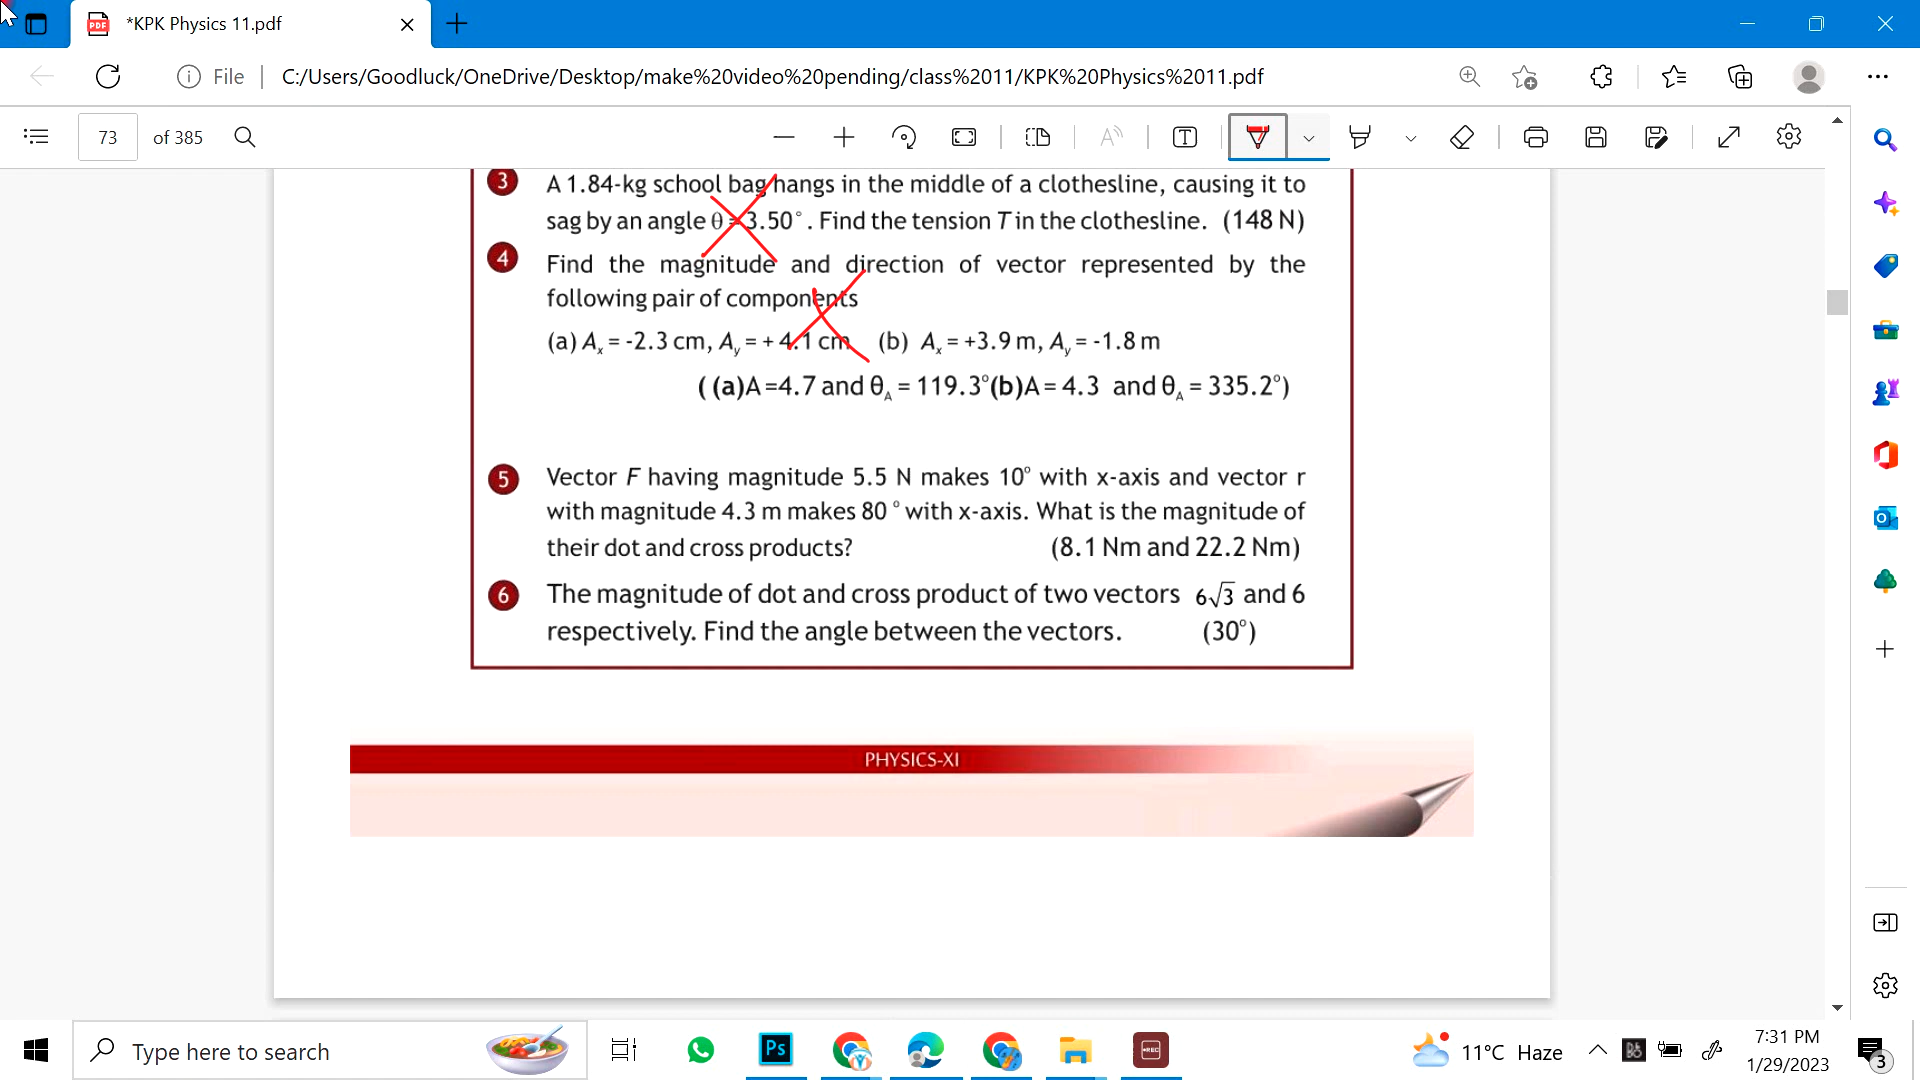 *KPK Physics 11.pdf
File
C:/Users/Goodluck/OneDrive/Desktop/make%20video%20pending/class%2011/KPK%20Physics%2011.pdf
73 of 385
3 A 1.84-kg school bag hangs in the middle of a clothesline, causing it to
sag by an angle θ = 3.50°. Find the tension T in the clothesline. (148 N)
4 Find the magnitude and direction of vector represented by the
following pair of components
(a) Aₓ = -2.3 cm, Aᵧ = + 4.1 cm (b) Aₓ = +3.9 m, Aᵧ = -1.8 m
( (a)A =4.7 and θ_A = 119.3°(b)A = 4.3 and θ_A = 335.2°)
5 Vector F having magnitude 5.5 N makes 10° with x-axis and vector r
with magnitude 4.3 m makes 80 ° with x-axis. What is the magnitude of
their dot and cross products? (8.1 Nm and 22.2 Nm)
6 The magnitude of dot and cross product of two vectors 6√3 and 6
respectively. Find the angle between the vectors. (30°)
PHYSICS-XI
Type here to search
Ps
REC
11°C Haze
7:31 PM
1/29/2023
3